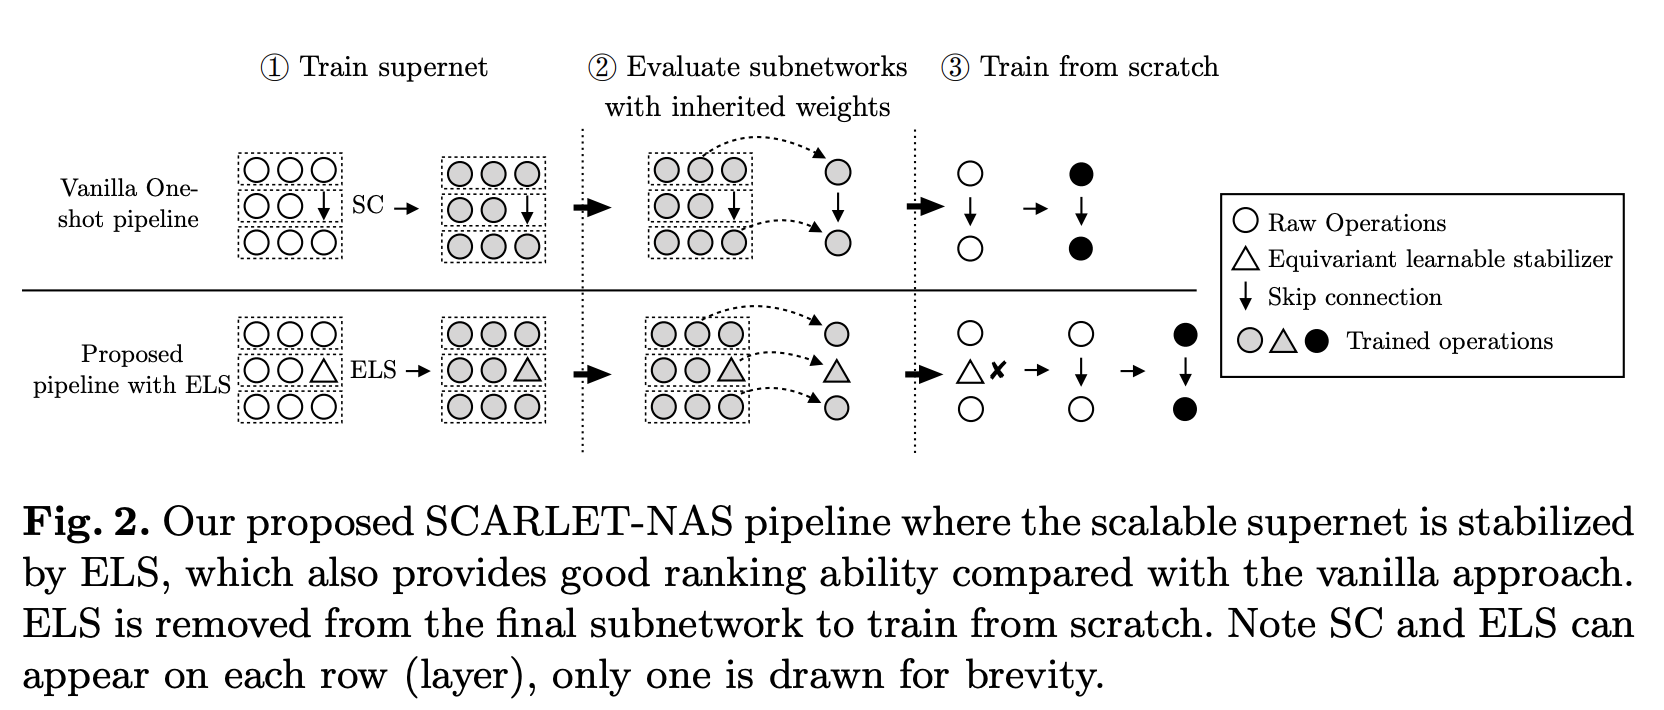 ① Train supernet
② Evaluate subnetworks
with inherited weights
③ Train from scratch
Vanilla One-
shot pipeline
SC
Proposed
pipeline with ELS
ELS
Raw Operations
Equivariant learnable stabilizer
Skip connection
Trained operations
Fig. 2. Our proposed SCARLET-NAS pipeline where the scalable supernet is stabilized
by ELS, which also provides good ranking ability compared with the vanilla approach.
ELS is removed from the final subnetwork to train from scratch. Note SC and ELS can
appear on each row (layer), only one is drawn for brevity.